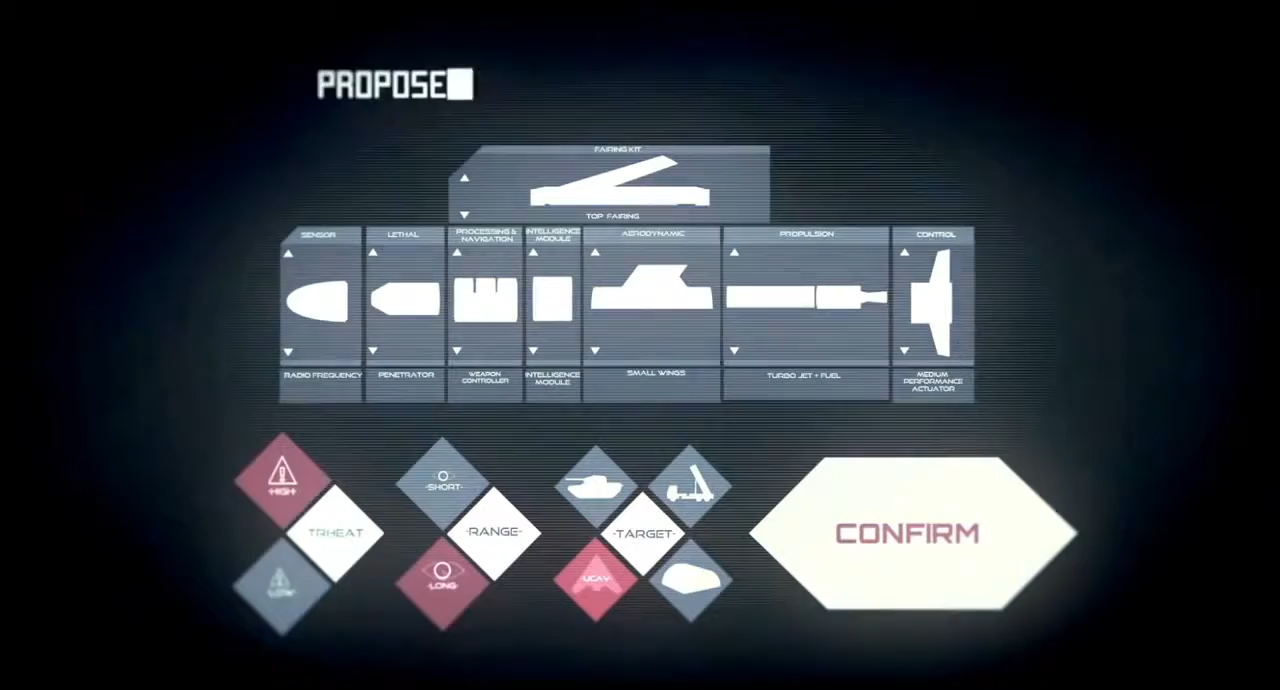 PROPOSE
FAIRING KIT
TOP FAIRING
SENSOR
LETHAL
PROCESSING &
NAVIGATION
INTELLIGENCE
MODULE
AERODYNAMIC
PROPULSION
CONTROL
RADIO FREQUENCY
PENETRATOR
WEAPON
CONTROLLER
INTELLIGENCE
MODULE
SMALL WINGS
TURBO JET + FUEL
MEDIUM
PERFORMANCE
ACTUATOR
HIGH
TRHEAT
LOW
-SHORT-
-RANGE-
-LONG-
-TARGET-
-UCAV-
CONFIRM